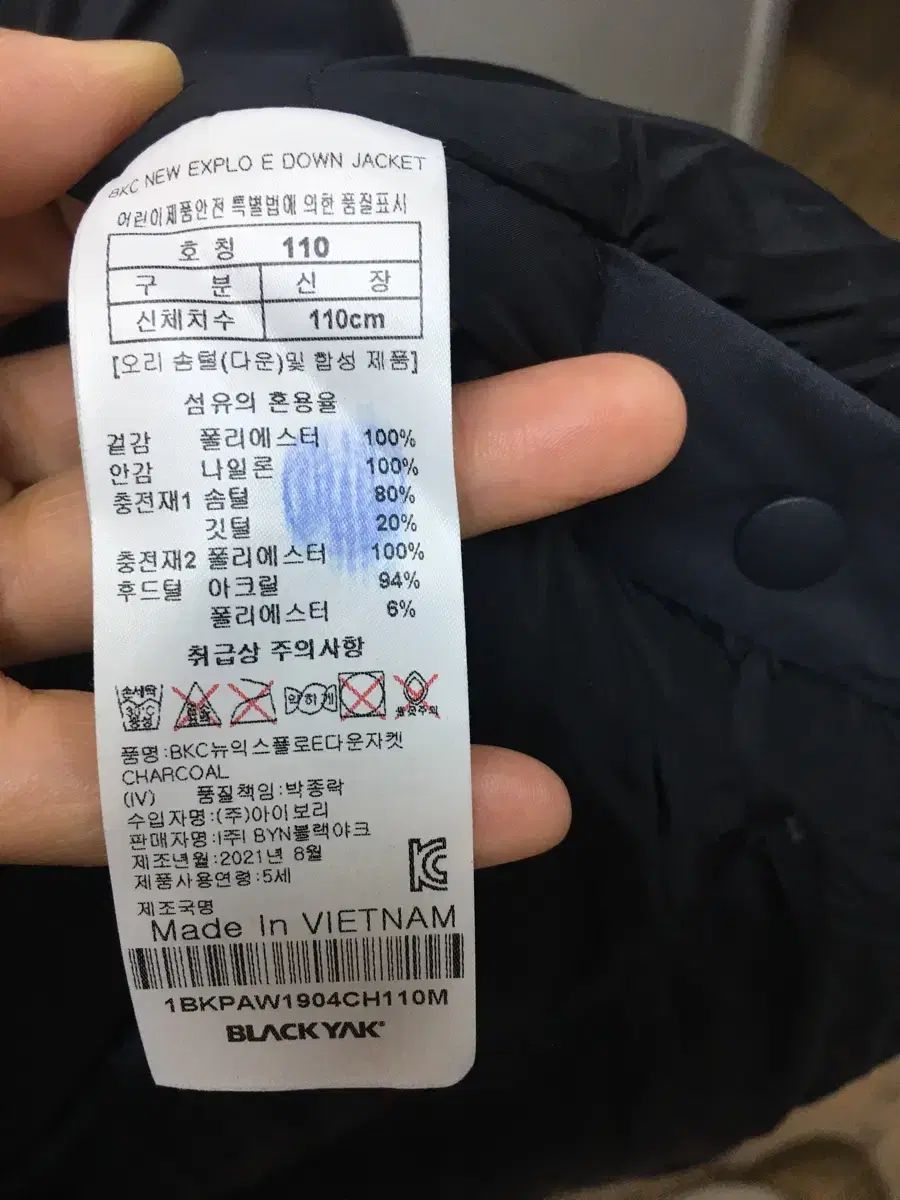 BKC NEW EXPLO E DOWN JACKET
어린이제품안전 특별법에 의한 품질표시
호 칭 110
구 분 신 장
신체치수 110cm
[오리 솜털(다운)및 합성 제품]
섬유의 혼용율
겉감 폴리에스터 100%
안감 나일론 100%
충전재1 솜털 80%
깃털 20%
충전재2 폴리에스터 100%
후드털 아크릴 94%
폴리에스터 6%
취급상 주의사항
손세탁 약하게
중성
품명:BKC뉴익스플로E다운자켓
CHARCOAL
(IV) 품질책임:박종락
수입자명:(주)아이보리
판매자명:(주) BYN블랙야크
제조년월:2021년 8월
제품사용연령:5세
제조국명
Made In VIETNAM
1BKPAW1904CH110M
BLACKYAK